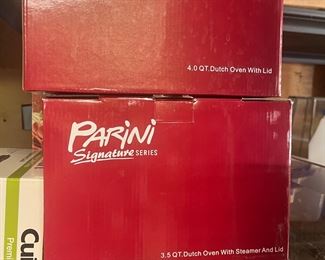 4.0 QT.Dutch Oven With Lid
PARINI
Signature SERIES
3.5 QT.Dutch Oven With Steamer And Lid
Cui
Premi